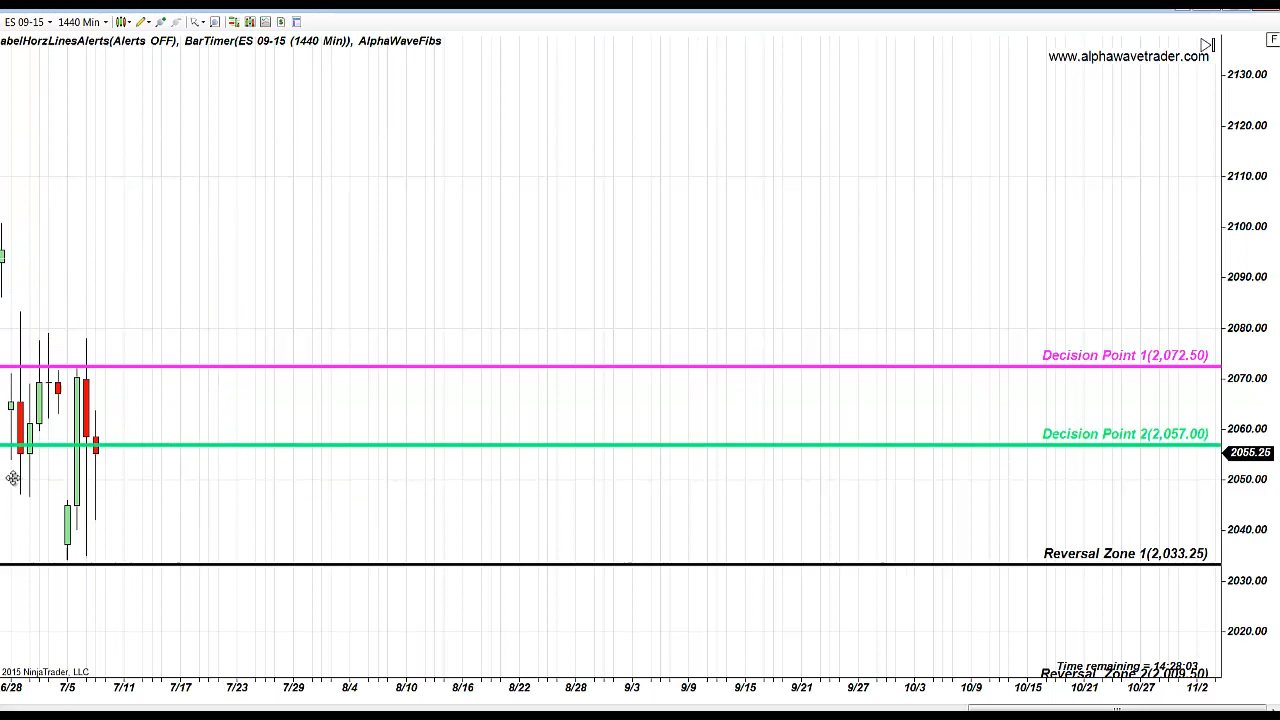 ES 09-15 1440 Min
abelHorzLinesAlerts(Alerts OFF), BarTimer(ES 09-15 (1440 Min)), AlphaWaveFibs
F
www.alphawavetrader.com
2130.00
2120.00
2110.00
2100.00
2090.00
2080.00
Decision Point 1(2,072.50)
2070.00
Decision Point 2(2,057.00)
2060.00
2055.25
2050.00
2040.00
Reversal Zone 1(2,033.25)
2030.00
2020.00
Time remaining = 14:28:03
Reversal Zone 2(2,009.50)
2015 NinjaTrader, LLC
6/28 7/5 7/11 7/17 7/23 7/29 8/4 8/10 8/16 8/22 8/28 9/3 9/9 9/15 9/21 9/27 10/3 10/9 10/15 10/21 10/27 11/2